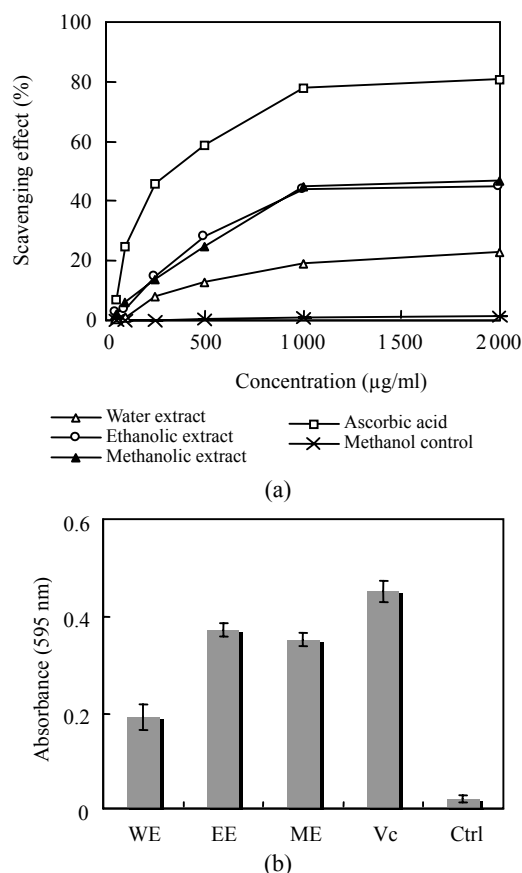 100
80
60
40
20
0
Scavenging effect (%)
0 500 1 000 2 000
Concentration (µg/ml)
Water extract
Ethanolic extract
Methanolic extract
Ascorbic acid
Methanol control
(a)
0.6
0.4
0.2
0
Absorbance (595 nm)
WE EE ME Vc Ctrl
(b)